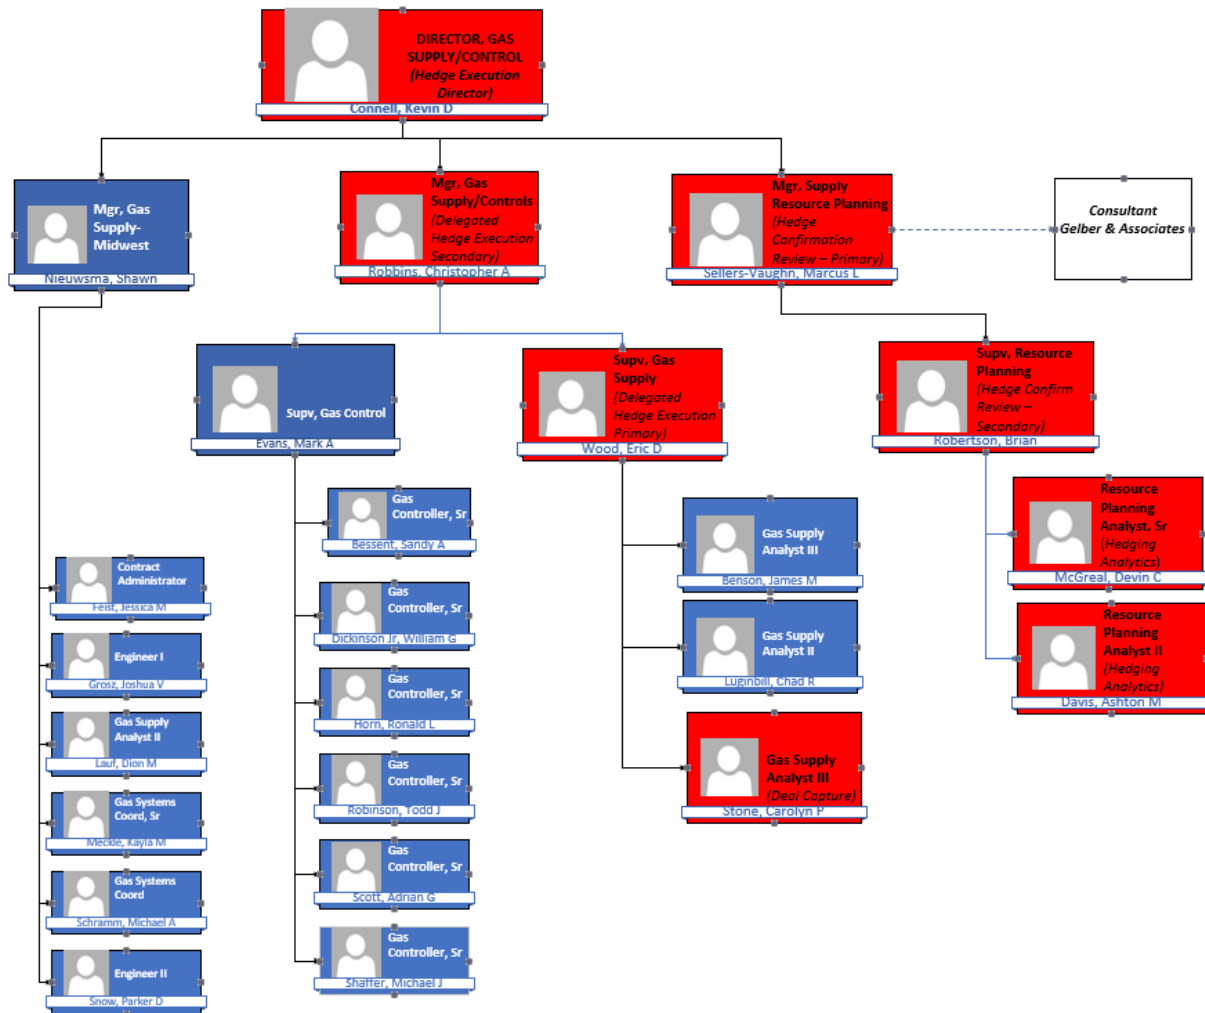 DIRECTOR, GAS
SUPPLY/CONTROL
(Hedge Execution
Director)
Connell, Kevin D
Mgr, Gas
Supply-
Midwest
Nieuwsma, Shawn
Mgr, Gas
Supply/Controls
(Delegated
Hedge Execution
Secondary)
Robbins, Christopher A
Mgr, Supply
Resource Planning
(Hedge
Confirmation
Review – Primary)
Sellers-Vaughn, Marcus L
Consultant
Gelber & Associates
Supv, Gas Control
Evans, Mark A
Supv, Gas
Supply
(Delegated
Hedge Execution
Primary)
Wood, Eric D
Supv, Resource
Planning
(Hedge Confirm
Review –
Secondary)
Robertson, Brian
Contract
Administrator
Feist, Jessica M
Engineer I
Grosz, Joshua V
Gas Supply
Analyst II
Lauf, Dion M
Gas Systems
Coord, Sr
Meckle, Kayla M
Gas Systems
Coord
Schramm, Michael A
Engineer II
Snow, Parker D
Gas
Controller, Sr
Bessent, Sandy A
Gas
Controller, Sr
Dickinson Jr, William G
Gas
Controller, Sr
Horn, Ronald L
Gas
Controller, Sr
Robinson, Todd J
Gas
Controller, Sr
Scott, Adrian G
Gas
Controller, Sr
Shaffer, Michael J
Gas Supply
Analyst III
Benson, James M
Gas Supply
Analyst II
Luginbill, Chad R
Gas Supply
Analyst III
(Deal Capture)
Stone, Carolyn P
Resource
Planning
Analyst, Sr
(Hedging
Analytics)
McGreal, Devin C
Resource
Planning
Analyst II
(Hedging
Analytics)
Davis, Ashton M